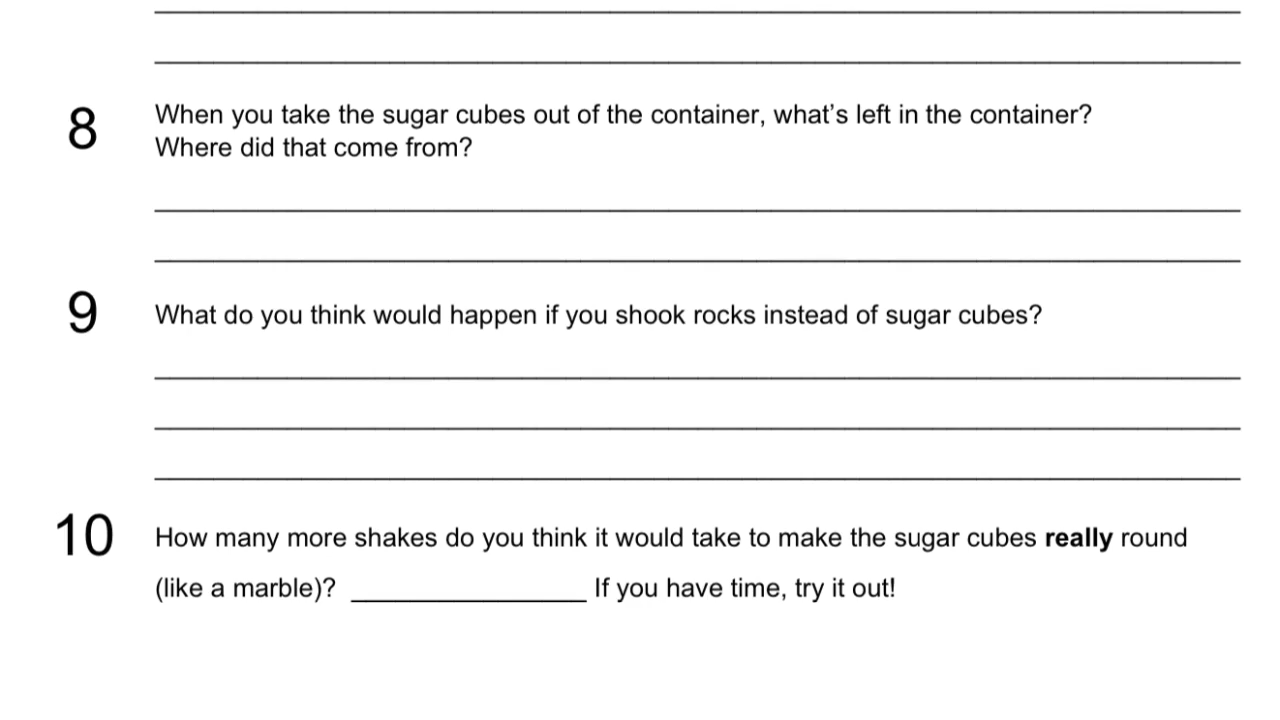 8
When you take the sugar cubes out of the container, what’s left in the container?
Where did that come from?
9
What do you think would happen if you shook rocks instead of sugar cubes?
10
How many more shakes do you think it would take to make the sugar cubes really round
(like a marble)? ________________ If you have time, try it out!